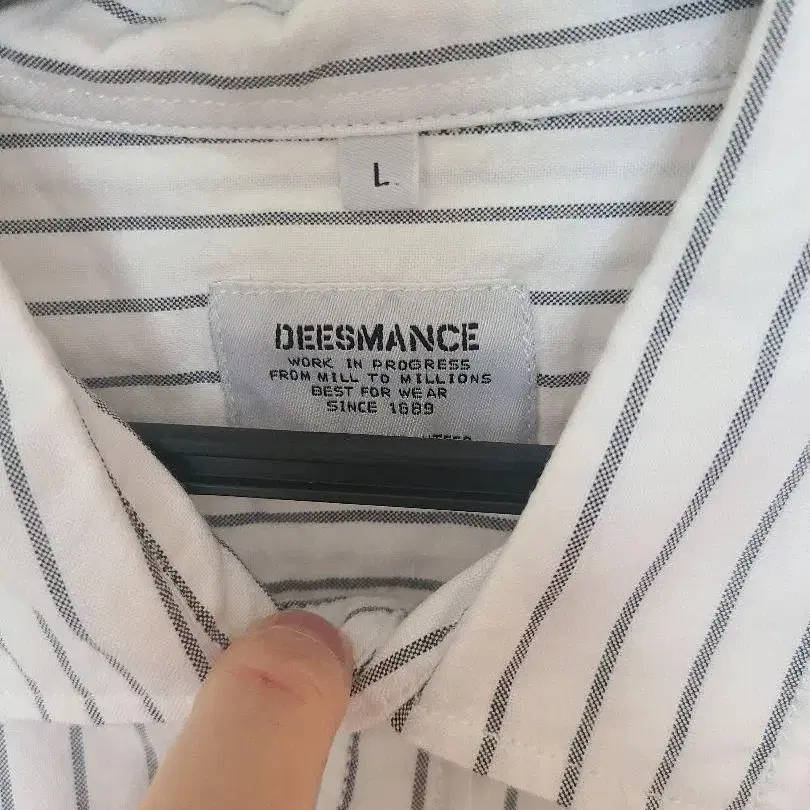 L
DEESMANCE
WORK IN PROGRESS
FROM MILL TO MILLIONS
BEST FOR WEAR
SINCE 1889